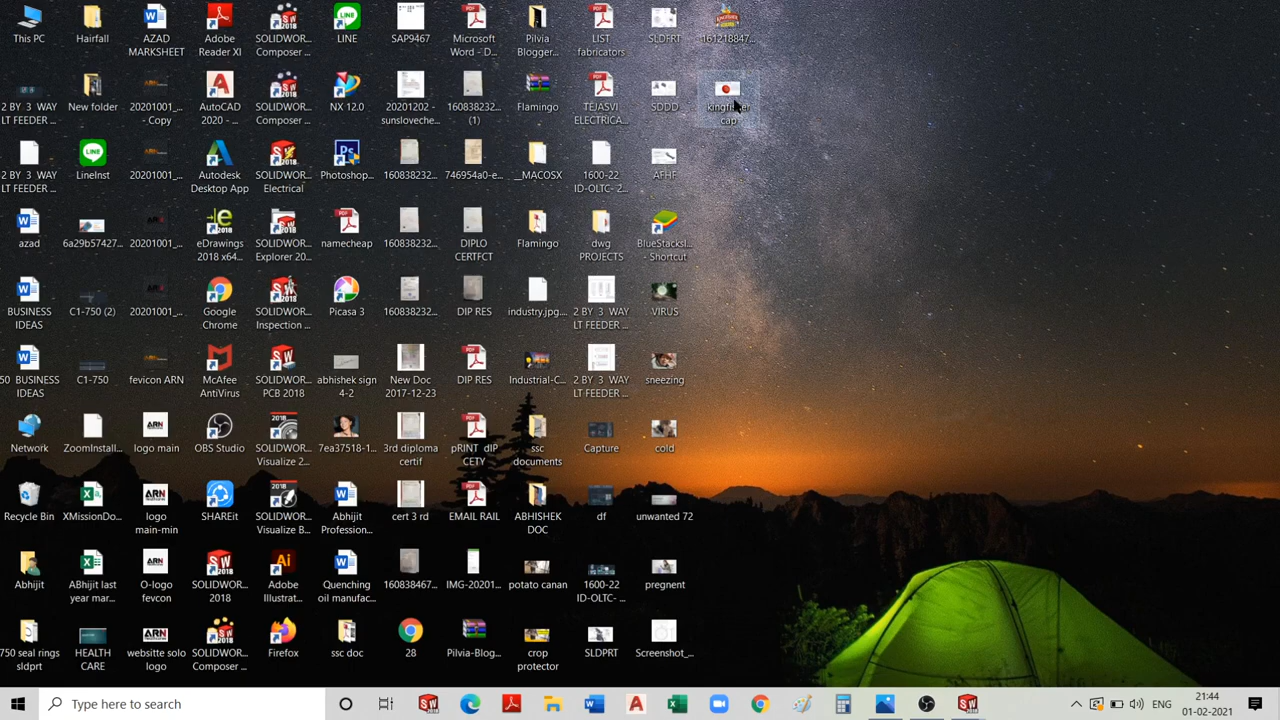 This PC
Hairfall
AZAD
MARKSHEET
Adobe
Reader XI
SOLIDWOR...
Composer ...
LINE
SAP9467
Microsoft
Word - D...
Pilvia
Blogger...
LIST
fabricators
SLDFRT
161218847...
2 BY 3 WAY
LT FEEDER ...
New folder
20201001_...
- Copy
AutoCAD
2020 - ...
SOLIDWOR...
Composer ...
NX 12.0
20201202 -
sunsloveche...
160838232...
(1)
Flamingo
TEJASVI
ELECTRICA...
SDDD
cap
2 BY 3 WAY
LT FEEDER ...
LineInst
20201001_...
Autodesk
Desktop App
SOLIDWOR...
Electrical
Photoshop...
160838232...
746954a0-e...
__MACOSX
1600-22
ID-OLTC- 2...
AFHF
azad
6a29b57427...
20201001_...
eDrawings
2018 x64...
SOLIDWOR...
Explorer 20...
namecheap
160838232...
DIPLO
CERTFCT
Flamingo
dwg
PROJECTS
BlueStacksI...
- Shortcut
BUSINESS
IDEAS
C1-750 (2)
20201001_...
Google
Chrome
SOLIDWOR...
Inspection ...
Picasa 3
160838232...
DIP RES
industry.jpg....
2 BY 3 WAY
LT FEEDER ...
VIRUS
50 BUSINESS
IDEAS
C1-750
fevicon ARN
McAfee
AntiVirus
SOLIDWOR...
PCB 2018
abhishek sign
4-2
New Doc
2017-12-23
DIP RES
Industrial-C...
2 BY 3 WAY
LT FEEDER ...
sneezing
Network
ZoomInstall...
logo main
OBS Studio
SOLIDWOR...
Visualize 2...
7ea37518-1...
3rd diploma
certif
pRINT dIP
CETY
ssc
documents
Capture
cold
Recycle Bin
XMissionDo...
logo
main-min
SHAREit
SOLIDWOR...
Visualize B...
Abhijit
Profession...
cert 3 rd
EMAIL RAIL
ABHISHEK
DOC
df
unwanted 72
Abhijit
ABhijit last
year mar...
O-logo
fevcon
SOLIDWOR...
2018
Adobe
Illustrat...
Quenching
oil manufac...
160838467...
IMG-20201...
potato canan
1600-22
ID-OLTC- ...
pregnent
750 seal rings
sldprt
HEALTH
CARE
websitte solo
logo
SOLIDWOR...
Composer ...
Firefox
ssc doc
28
Pilvia-Blog...
crop
protector
SLDPRT
Screenshot_...
Type here to search
ENG
21:44
01-02-2021